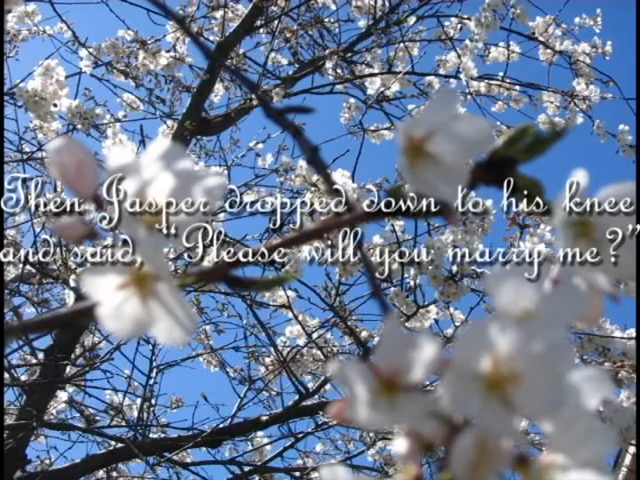 Then Jasper dropped down to his knee
and said, "Please will you marry me?"